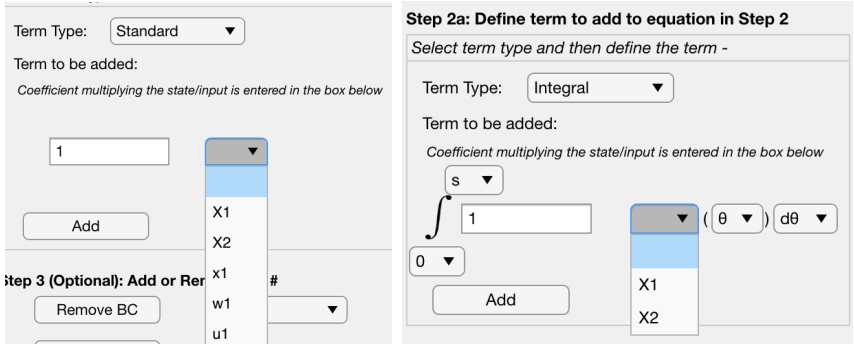 Term Type: Standard
Term to be added:
Coefficient multiplying the state/input is entered in the box below
1
X1
Add
X2
x1
Step 3 (Optional): Add or Rer #
w1
Remove BC
u1
Step 2a: Define term to add to equation in Step 2
Select term type and then define the term -
Term Type: Integral
Term to be added:
Coefficient multiplying the state/input is entered in the box below
s
∫ 1 ( θ ) dθ
0
X1
Add
X2